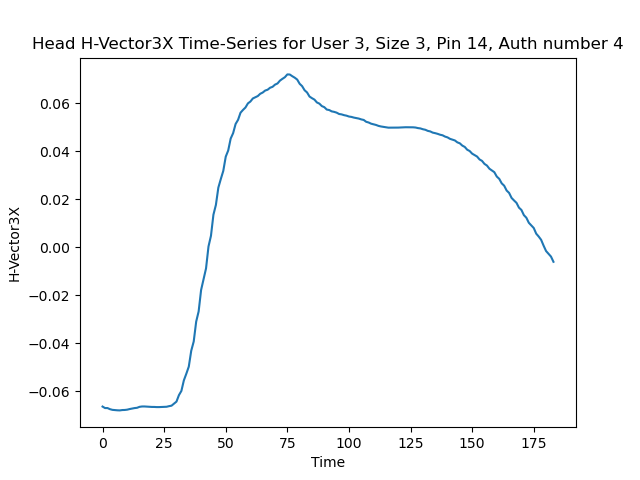 Head H-Vector3X Time-Series for User 3, Size 3, Pin 14, Auth number 4
H-Vector3X
0.06
0.04
0.02
0.00
−0.02
−0.04
−0.06
0 25 50 75 100 125 150 175
Time